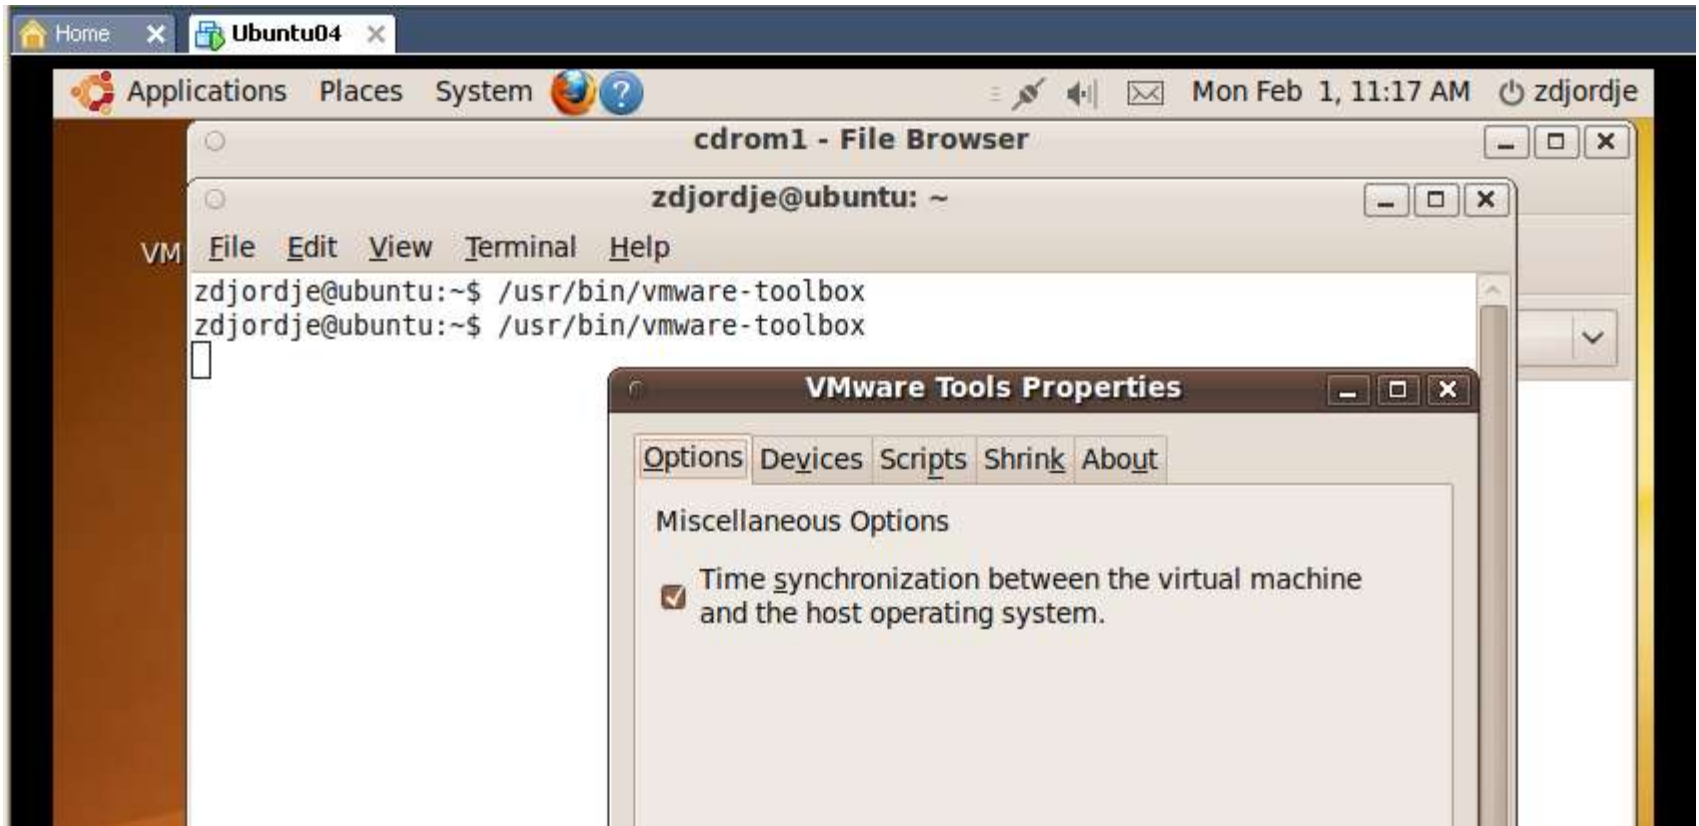 Home Ubuntu04
Applications Places System Mon Feb 1, 11:17 AM zdjordje
cdrom1 - File Browser
zdjordje@ubuntu: ~
VM
File Edit View Terminal Help
zdjordje@ubuntu:~$ /usr/bin/vmware-toolbox
zdjordje@ubuntu:~$ /usr/bin/vmware-toolbox
VMware Tools Properties
Options Devices Scripts Shrink About
Miscellaneous Options
Time synchronization between the virtual machine
and the host operating system.